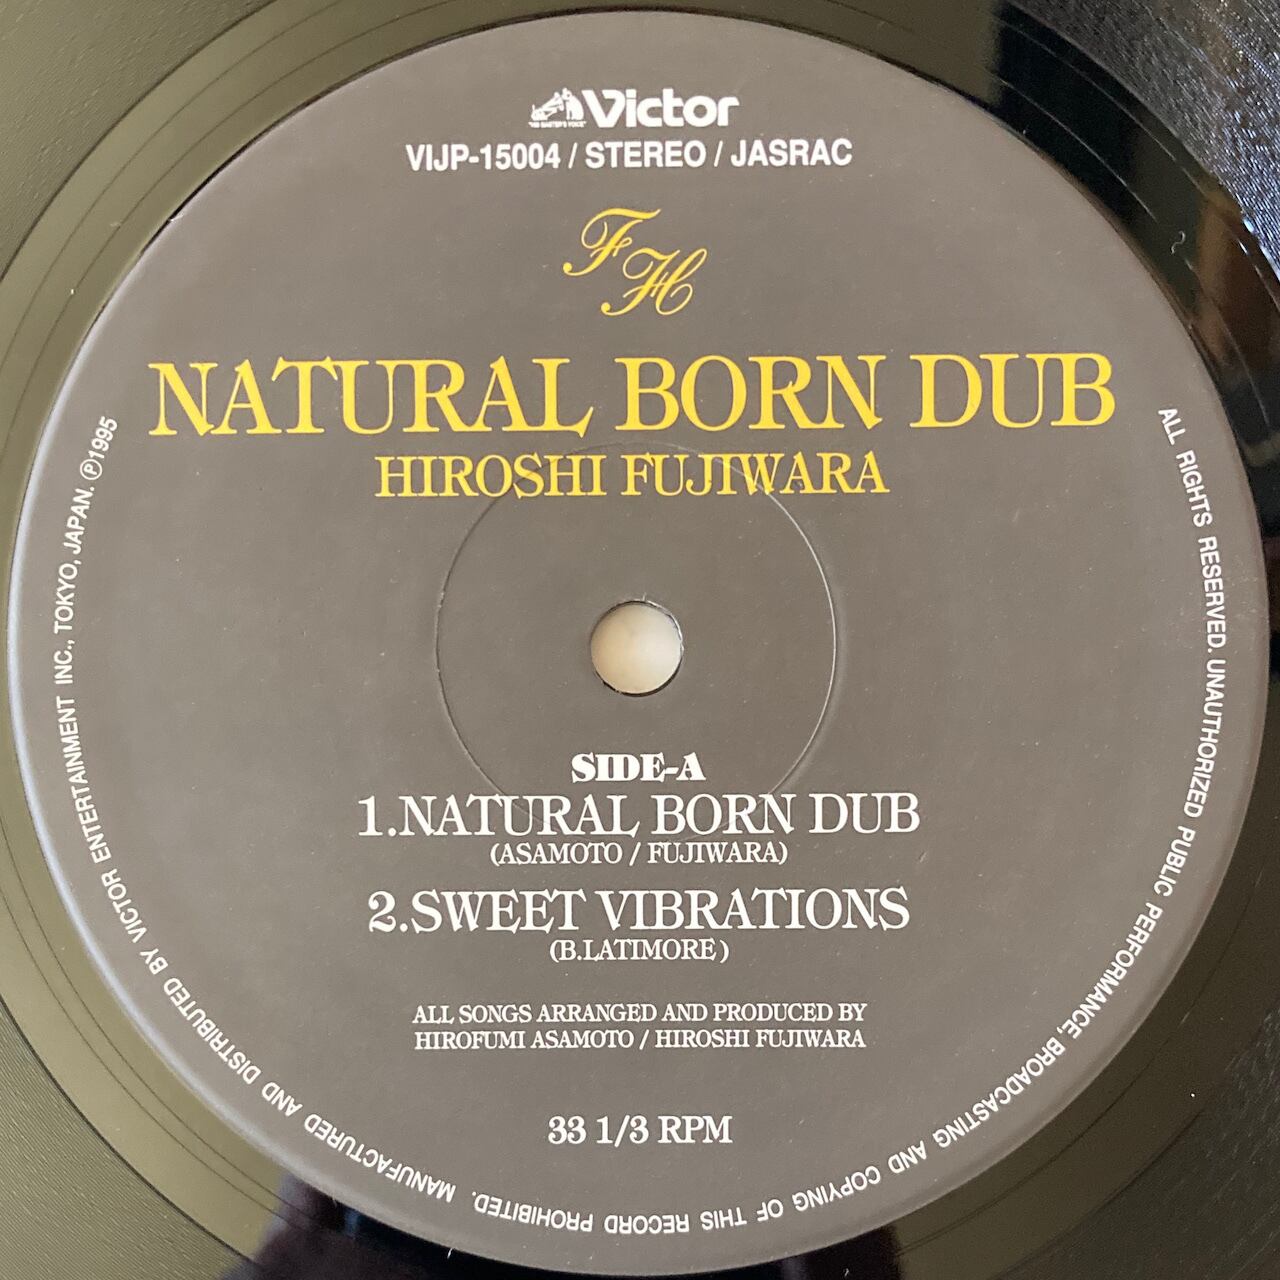 "HIS MASTER'S VOICE"
Victor
VIJP-15004 / STEREO / JASRAC
FH
NATURAL BORN DUB
HIROSHI FUJIWARA
SIDE-A
1.NATURAL BORN DUB
(ASAMOTO / FUJIWARA)
2.SWEET VIBRATIONS
(B.LATIMORE)
ALL SONGS ARRANGED AND PRODUCED BY
HIROFUMI ASAMOTO / HIROSHI FUJIWARA
33 1/3 RPM
ALL RIGHTS RESERVED. UNAUTHORIZED PUBLIC PERFORMANCE, BROADCASTING AND COPYING OF THIS RECORD PROHIBITED. MANUFACTURED AND DISTRIBUTED BY VICTOR ENTERTAINMENT INC., TOKYO, JAPAN. ℗1995